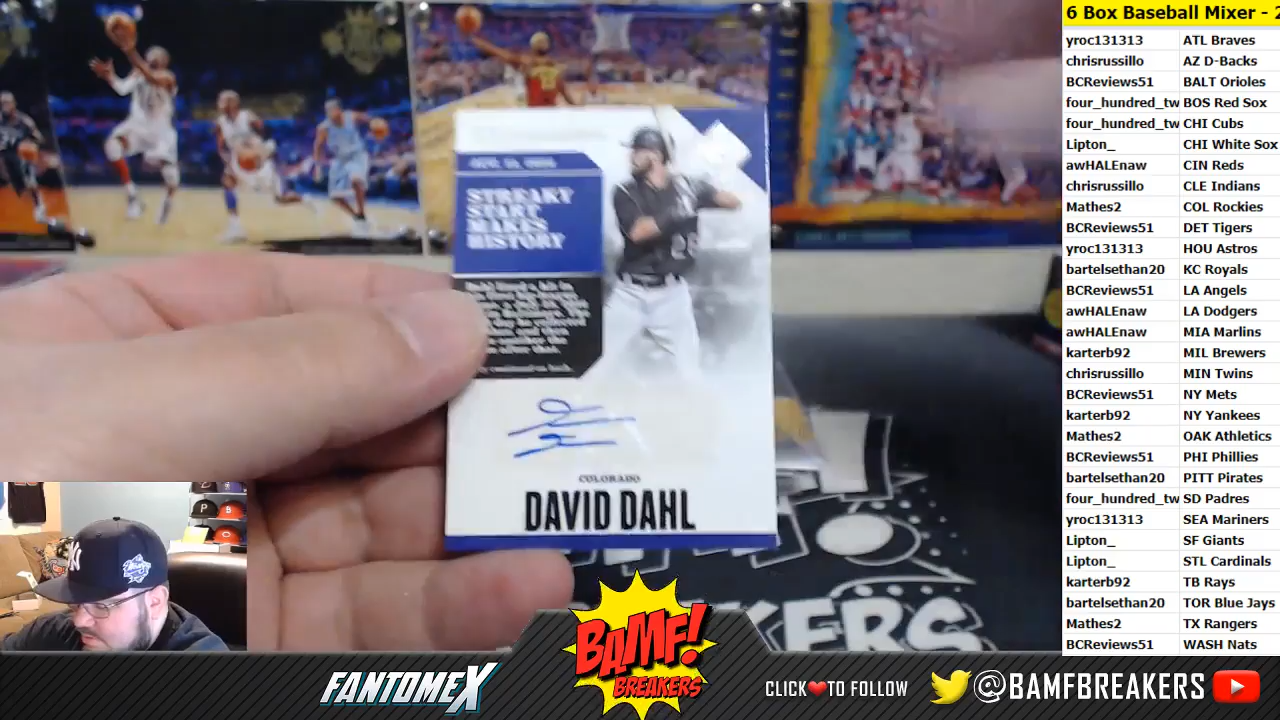 6 Box Baseball Mixer - 2
yroc131313 ATL Braves
chrisrussillo AZ D-Backs
BCReviews51 BALT Orioles
four_hundred_tw BOS Red Sox
four_hundred_tw CHI Cubs
Lipton_ CHI White Sox
awHALEnaw CIN Reds
chrisrussillo CLE Indians
Mathes2 COL Rockies
BCReviews51 DET Tigers
yroc131313 HOU Astros
bartelsethan20 KC Royals
BCReviews51 LA Angels
awHALEnaw LA Dodgers
awHALEnaw MIA Marlins
karterb92 MIL Brewers
chrisrussillo MIN Twins
BCReviews51 NY Mets
karterb92 NY Yankees
Mathes2 OAK Athletics
BCReviews51 PHI Phillies
bartelsethan20 PITT Pirates
four_hundred_tw SD Padres
yroc131313 SEA Mariners
Lipton_ SF Giants
Lipton_ STL Cardinals
karterb92 TB Rays
bartelsethan20 TOR Blue Jays
Mathes2 TX Rangers
BCReviews51 WASH Nats
STREAKY
START
MAKES
HISTORY
COLORADO
DAVID DAHL
KERS
FANTOMEX
BAMF!
BREAKERS
CLICK TO FOLLOW
@BAMFBREAKERS